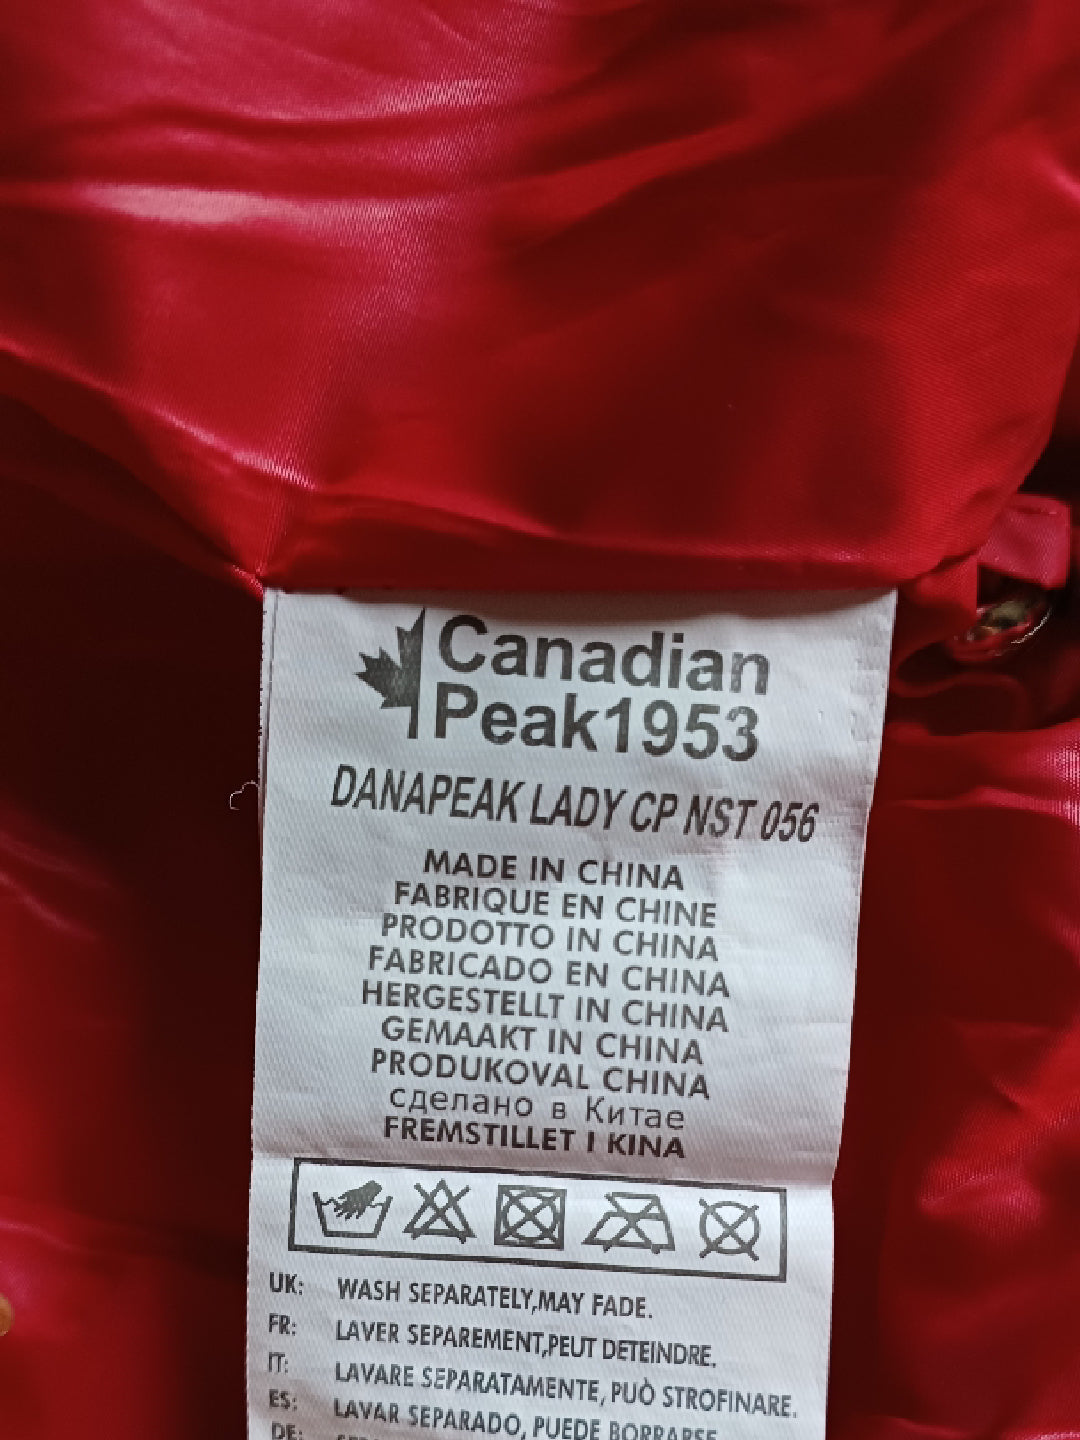 Canadian
Peak1953
DANAPEAK LADY CP NST 056
MADE IN CHINA
FABRIQUE EN CHINE
PRODOTTO IN CHINA
FABRICADO EN CHINA
HERGESTELLT IN CHINA
GEMAAKT IN CHINA
PRODUKOVAL CHINA
сделано в Китае
FREMSTILLET I KINA
UK: WASH SEPARATELY,MAY FADE.
FR: LAVER SEPAREMENT,PEUT DETEINDRE.
IT: LAVARE SEPARATAMENTE, PUÒ STROFINARE.
ES: LAVAR SEPARADO, PUEDE BORRARSE
DE: